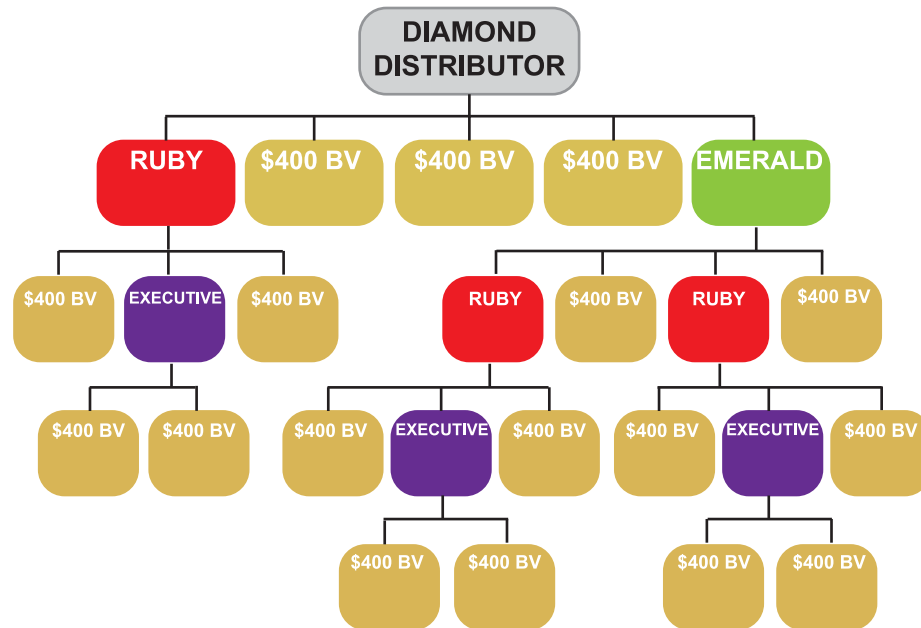 DIAMOND
DISTRIBUTOR
RUBY
$400 BV
$400 BV
$400 BV
EMERALD
$400 BV
EXECUTIVE
$400 BV
RUBY
$400 BV
RUBY
$400 BV
$400 BV
$400 BV
$400 BV
EXECUTIVE
$400 BV
$400 BV
EXECUTIVE
$400 BV
$400 BV
$400 BV
$400 BV
$400 BV